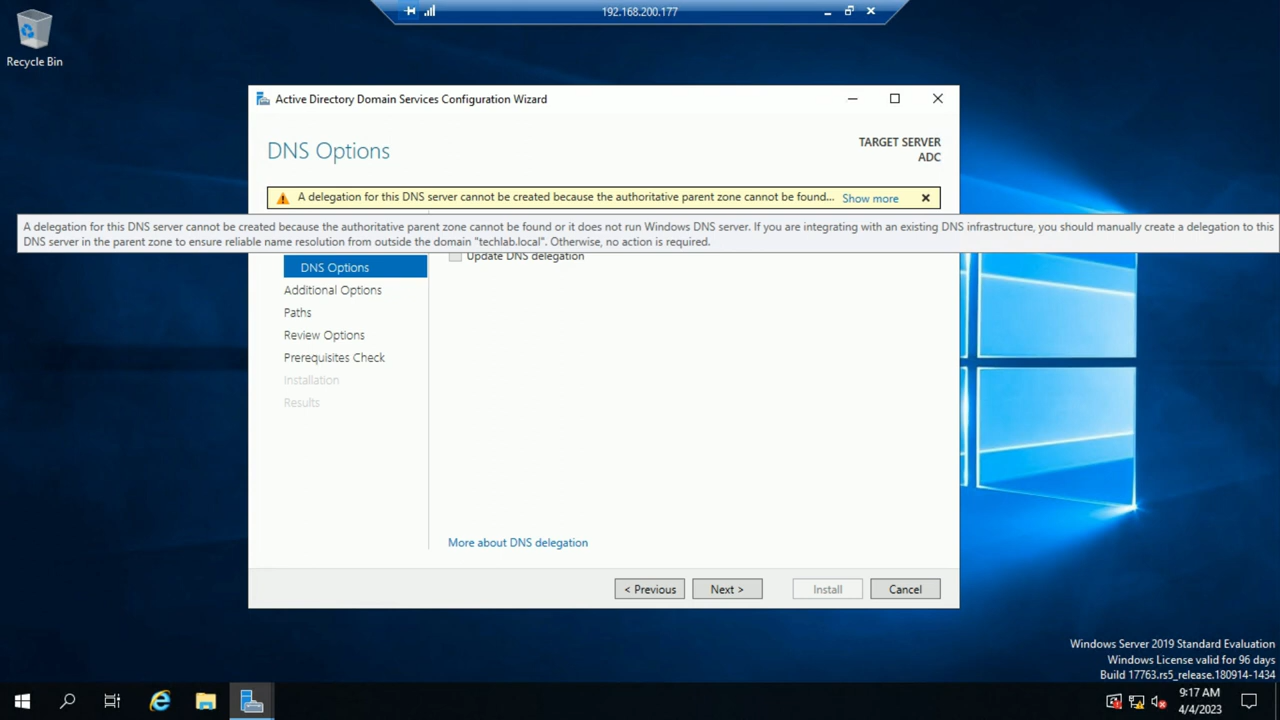 192.168.200.177
Recycle Bin
Active Directory Domain Services Configuration Wizard
DNS Options
TARGET SERVER
ADC
A delegation for this DNS server cannot be created because the authoritative parent zone cannot be found... Show more
A delegation for this DNS server cannot be created because the authoritative parent zone cannot be found or it does not run Windows DNS server. If you are integrating with an existing DNS infrastructure, you should manually create a delegation to this
DNS server in the parent zone to ensure reliable name resolution from outside the domain "techlab.local". Otherwise, no action is required.
Update DNS delegation
DNS Options
Additional Options
Paths
Review Options
Prerequisites Check
Installation
Results
More about DNS delegation
< Previous
Next >
Install
Cancel
Windows Server 2019 Standard Evaluation
Windows License valid for 96 days
Build 17763.rs5_release.180914-1434
9:17 AM
4/4/2023